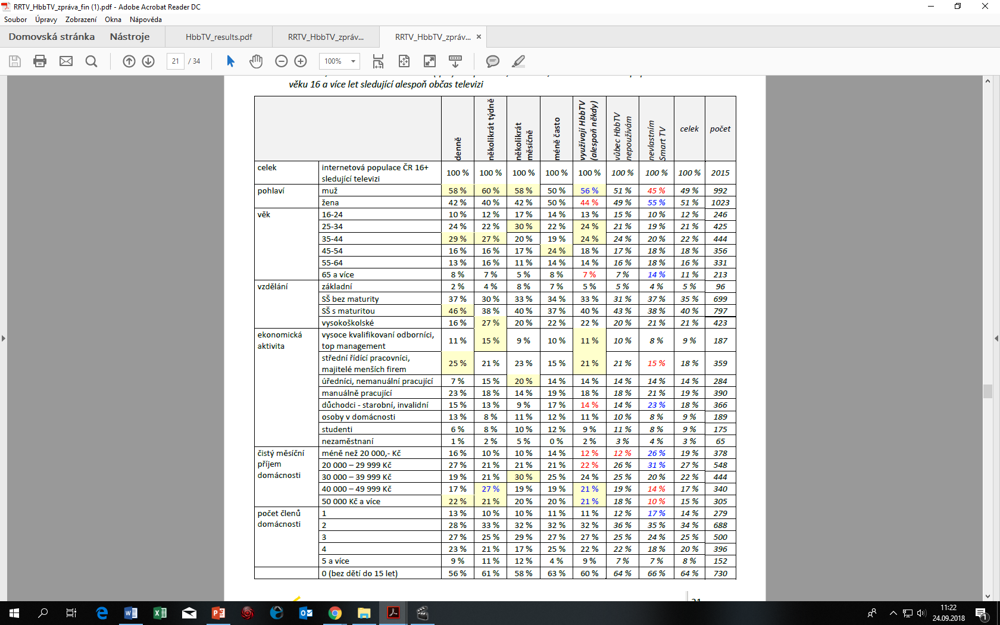 RRTV_HbbTV_zpráva_fin (1).pdf - Adobe Acrobat Reader DC
Soubor Úpravy Zobrazení Okna Nápověda
Domovská stránka Nástroje HbbTV_results.pdf RRTV_HbbTV_zpráv... RRTV_HbbTV_zpráv... ×
21 / 34 100%
věku 16 a více let sledující alespoň občas televizi
denně několikrát týdně několikrát měsíčně méně často využívají HbbTV (alespoň někdy) vůbec HbbTV nepoužívám nevlastním Smart TV celek počet
celek internetová populace ČR 16+ sledující televizi 100 % 100 % 100 % 100 % 100 % 100 % 100 % 100 % 2015
pohlaví muž 58 % 60 % 58 % 50 % 56 % 51 % 45 % 49 % 992
žena 42 % 40 % 42 % 50 % 44 % 49 % 55 % 51 % 1023
věk 16-24 10 % 12 % 17 % 14 % 13 % 15 % 10 % 12 % 246
25-34 24 % 22 % 30 % 22 % 24 % 21 % 19 % 21 % 425
35-44 29 % 27 % 20 % 19 % 24 % 24 % 20 % 22 % 444
45-54 16 % 16 % 17 % 24 % 18 % 17 % 18 % 18 % 356
55-64 13 % 16 % 11 % 14 % 14 % 16 % 18 % 16 % 331
65 a více 8 % 7 % 5 % 8 % 7 % 7 % 14 % 11 % 213
vzdělání základní 2 % 4 % 8 % 7 % 5 % 5 % 4 % 5 % 96
SŠ bez maturity 37 % 30 % 33 % 34 % 33 % 31 % 37 % 35 % 699
SŠ s maturitou 46 % 38 % 40 % 37 % 40 % 43 % 38 % 40 % 797
vysokoškolské 16 % 27 % 20 % 22 % 22 % 20 % 21 % 21 % 423
ekonomická aktivita vysoce kvalifikovaní odborníci, top management 11 % 15 % 9 % 10 % 11 % 10 % 8 % 9 % 187
střední řídící pracovníci, majitelé menších firem 25 % 21 % 23 % 15 % 21 % 21 % 15 % 18 % 359
úředníci, nemanuální pracující 7 % 15 % 20 % 14 % 14 % 14 % 14 % 14 % 284
manuálně pracující 23 % 18 % 14 % 19 % 18 % 18 % 21 % 19 % 390
důchodci - starobní, invalidní 15 % 13 % 9 % 17 % 14 % 14 % 23 % 18 % 366
osoby v domácnosti 13 % 8 % 11 % 12 % 11 % 10 % 8 % 9 % 189
studenti 6 % 8 % 10 % 12 % 9 % 11 % 8 % 9 % 175
nezaměstnaní 1 % 2 % 5 % 0 % 2 % 3 % 4 % 3 % 65
čistý měsíční příjem domácnosti méně než 20 000,- Kč 16 % 10 % 10 % 14 % 12 % 12 % 26 % 19 % 378
20 000 – 29 999 Kč 27 % 21 % 21 % 21 % 22 % 26 % 31 % 27 % 548
30 000 – 39 999 Kč 19 % 21 % 30 % 25 % 24 % 25 % 20 % 22 % 444
40 000 – 49 999 Kč 17 % 27 % 19 % 19 % 21 % 19 % 14 % 17 % 340
50 000 Kč a více 22 % 21 % 20 % 20 % 21 % 18 % 10 % 15 % 305
počet členů domácnosti 1 13 % 10 % 10 % 11 % 11 % 12 % 17 % 14 % 279
2 28 % 33 % 32 % 32 % 32 % 36 % 35 % 34 % 688
3 27 % 25 % 29 % 27 % 27 % 25 % 24 % 25 % 500
4 23 % 21 % 17 % 25 % 22 % 22 % 18 % 20 % 396
5 a více 9 % 11 % 12 % 4 % 9 % 7 % 7 % 8 % 152
0 (bez dětí do 15 let) 56 % 61 % 58 % 63 % 60 % 64 % 66 % 64 % 730
21
11:22
24.09.2018
1